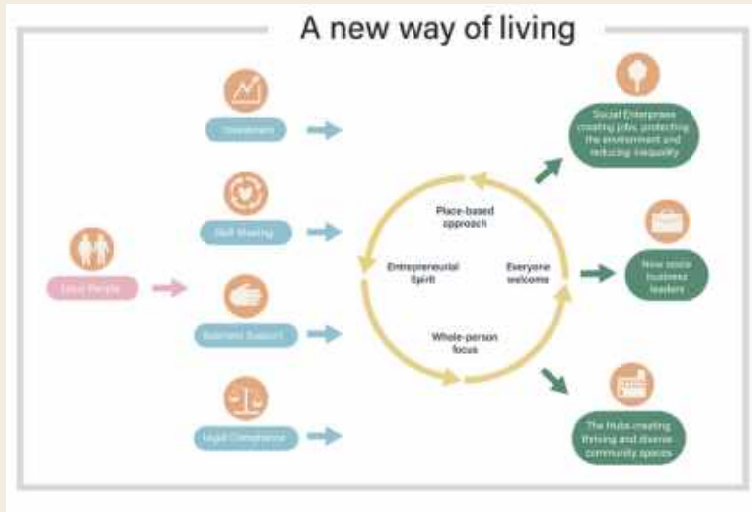 A new way of living
Investment
Skill Sharing
Local People
Business Support
Legal Compliance
Place-based
approach
Entrepreneurial
Spirit
Everyone
welcome
Whole-person
focus
Social Enterprises
creating jobs, protecting
the environment and
reducing inequality
New
business
leaders
The Hubs creating
thriving and diverse
community spaces